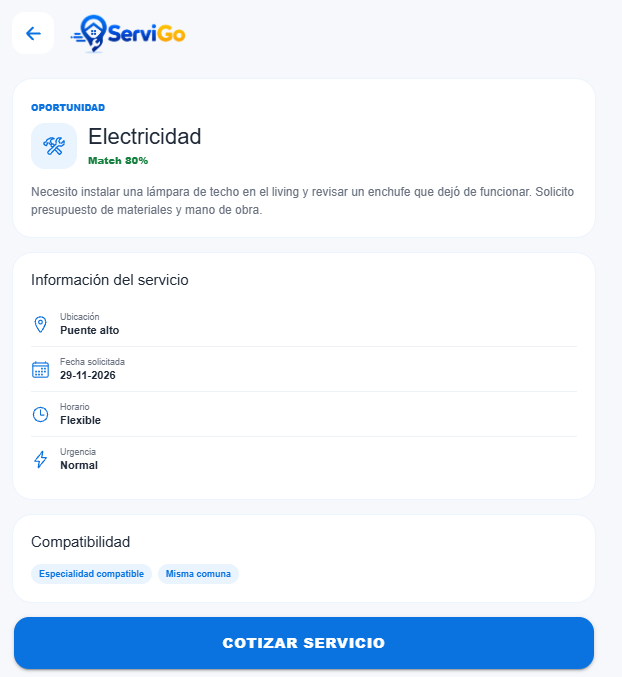 ServiGo
OPORTUNIDAD
Electricidad
Match 80%
Necesito instalar una lámpara de techo en el living y revisar un enchufe que dejó de funcionar. Solicito
presupuesto de materiales y mano de obra.
Información del servicio
Ubicación
Puente alto
Fecha solicitada
29-11-2026
Horario
Flexible
Urgencia
Normal
Compatibilidad
Especialidad compatible Misma comuna
COTIZAR SERVICIO